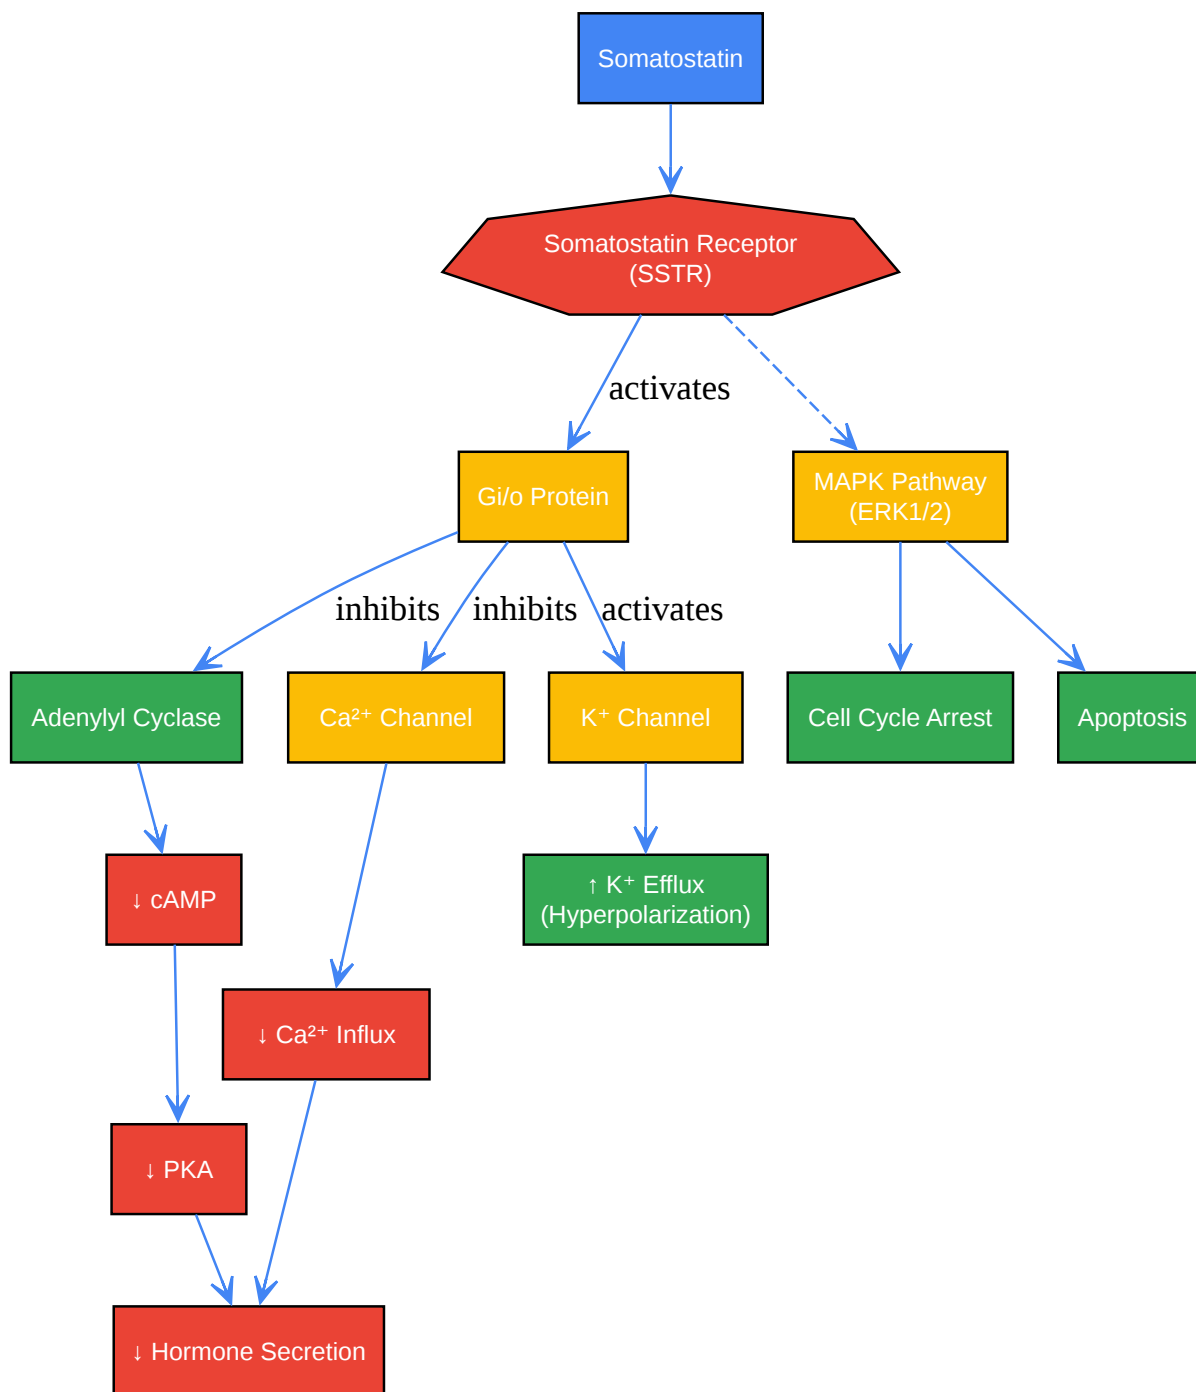 Somatostatin
Somatostatin Receptor
(SSTR)
activates
Gi/o Protein
MAPK Pathway
(ERK1/2)
inhibits
inhibits
activates
Adenylyl Cyclase
Ca²⁺ Channel
K⁺ Channel
Cell Cycle Arrest
Apoptosis
↓ cAMP
↑ K⁺ Efflux
(Hyperpolarization)
↓ Ca²⁺ Influx
↓ PKA
↓ Hormone Secretion